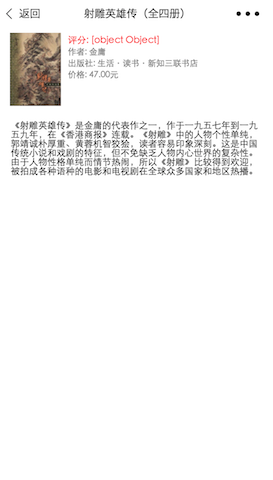 返回
射雕英雄传（全四册）
评分: [object Object]
作者: 金庸
出版社: 生活·读书·新知三联书店
价格: 47.00元
《射雕英雄传》是金庸的代表作之一，作于一九五七年到一九
五九年，在《香港商报》连载。《射雕》中的人物个性单纯，
郭靖诚朴厚重、黄蓉机智狡狯，读者容易印象深刻。这是中国
传统小说和戏剧的特征，但不免缺乏人物内心世界的复杂性。
由于人物性格单纯而情节热闹，所以《射雕》比较得到欢迎，
被拍成各种语种的电影和电视剧在全球众多国家和地区热播。